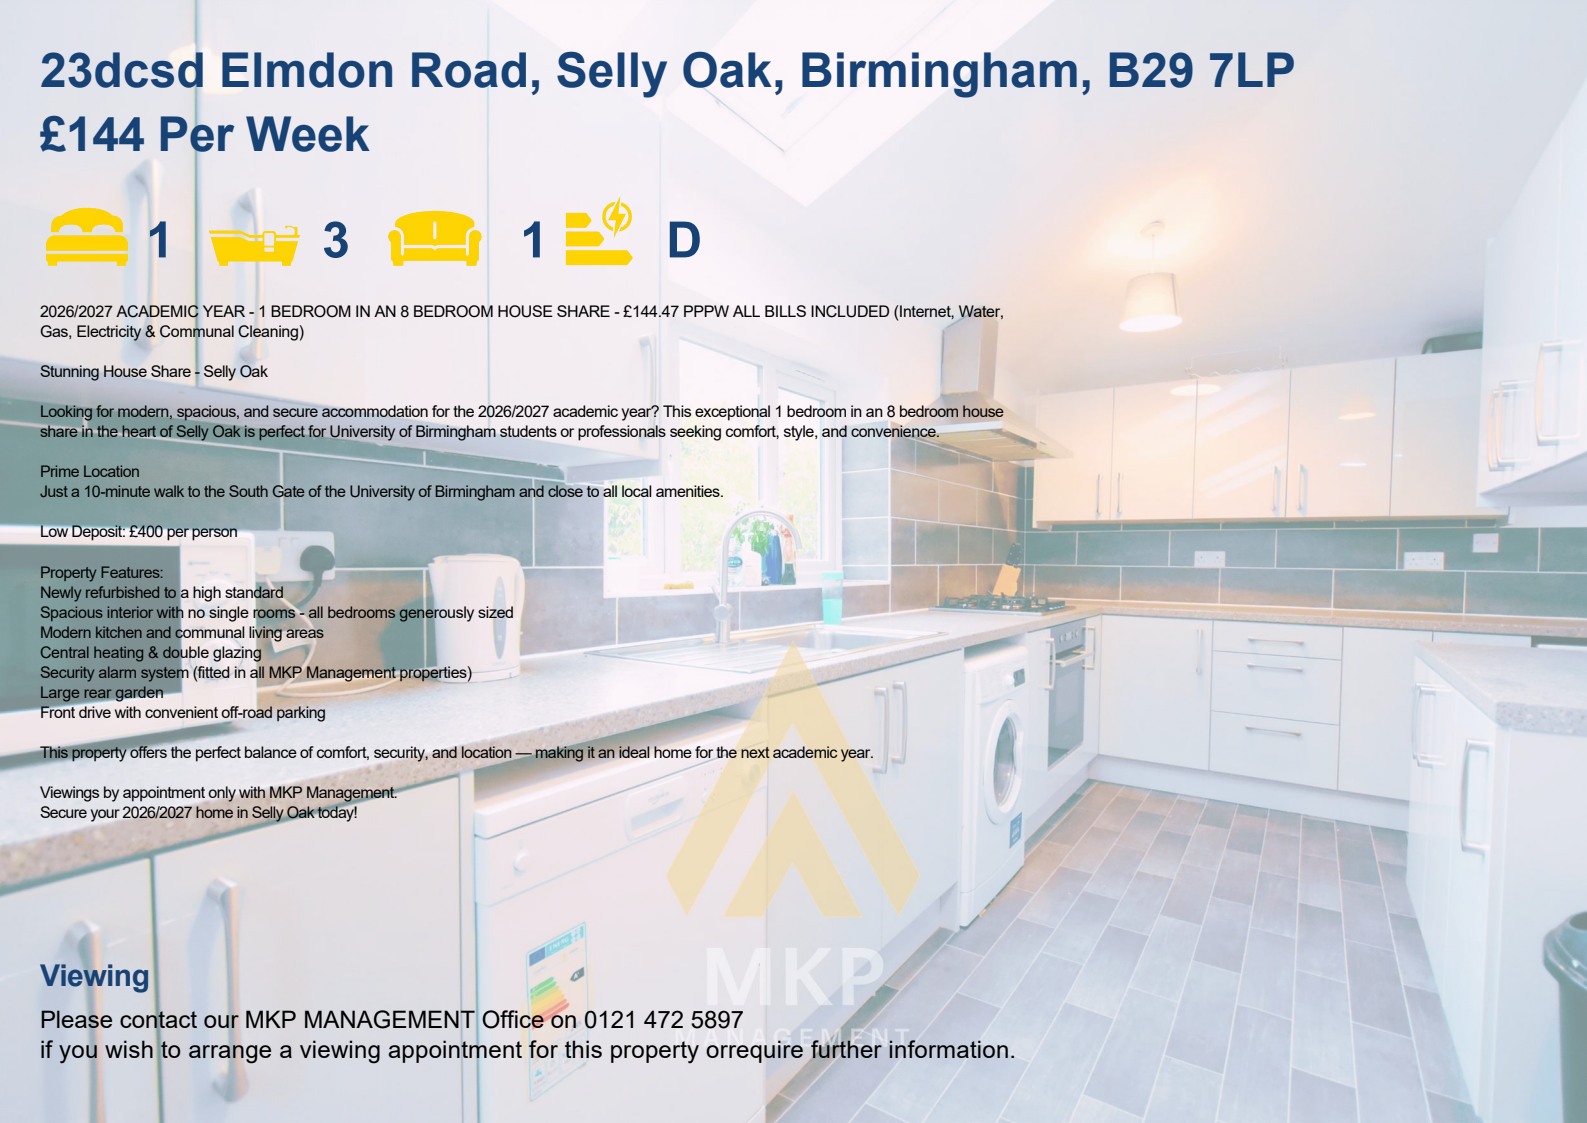 23dcsd Elmdon Road, Selly Oak, Birmingham, B29 7LP
£144 Per Week
1 3 1 D
2026/2027 ACADEMIC YEAR - 1 BEDROOM IN AN 8 BEDROOM HOUSE SHARE - £144.47 PPPW ALL BILLS INCLUDED (Internet, Water,
Gas, Electricity & Communal Cleaning)
Stunning House Share - Selly Oak
Looking for modern, spacious, and secure accommodation for the 2026/2027 academic year? This exceptional 1 bedroom in an 8 bedroom house
share in the heart of Selly Oak is perfect for University of Birmingham students or professionals seeking comfort, style, and convenience.
Prime Location
Just a 10-minute walk to the South Gate of the University of Birmingham and close to all local amenities.
Low Deposit: £400 per person
Property Features:
Newly refurbished to a high standard
Spacious interior with no single rooms - all bedrooms generously sized
Modern kitchen and communal living areas
Central heating & double glazing
Security alarm system (fitted in all MKP Management properties)
Large rear garden
Front drive with convenient off-road parking
This property offers the perfect balance of comfort, security, and location — making it an ideal home for the next academic year.
Viewings by appointment only with MKP Management.
Secure your 2026/2027 home in Selly Oak today!
Viewing
MKP
MANAGEMENT
Please contact our MKP MANAGEMENT Office on 0121 472 5897
if you wish to arrange a viewing appointment for this property orrequire further information.